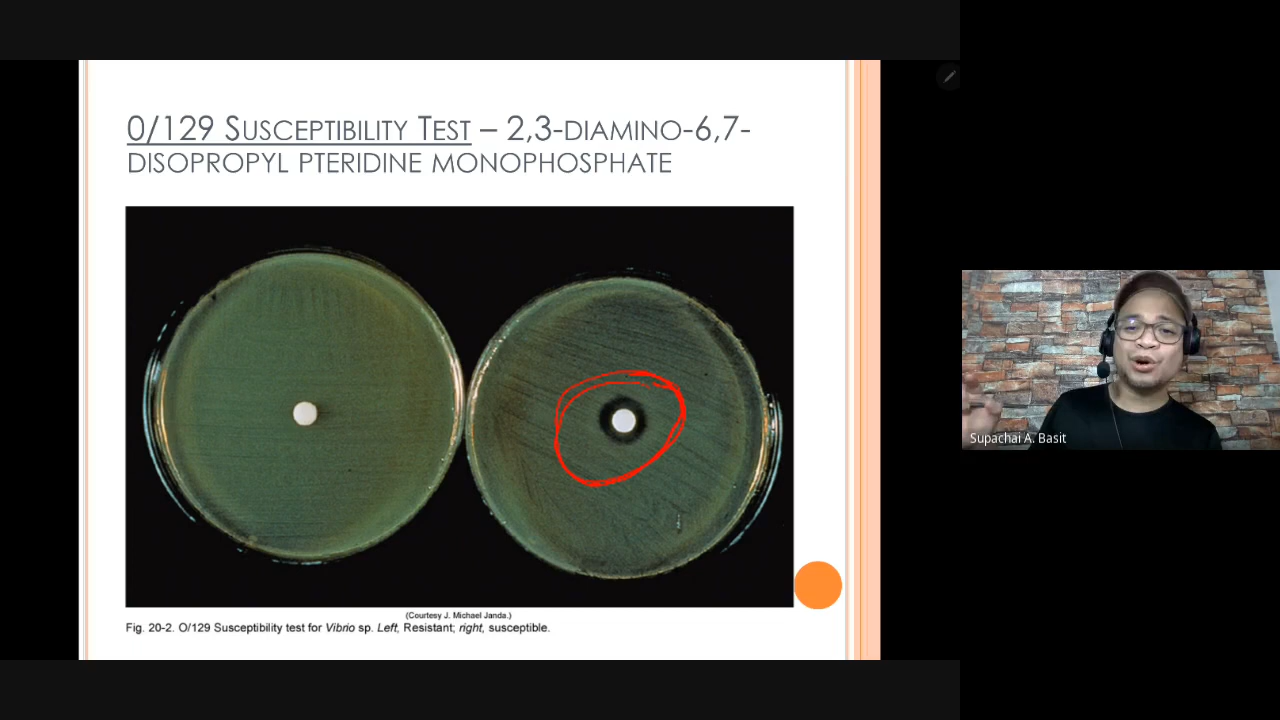 0/129 SUSCEPTIBILITY TEST – 2,3-DIAMINO-6,7-
DISOPROPYL PTERIDINE MONOPHOSPHATE
(Courtesy J. Michael Janda.)
Fig. 20-2. O/129 Susceptibility test for Vibrio sp. Left, Resistant; right, susceptible.
Supachai A. Basit